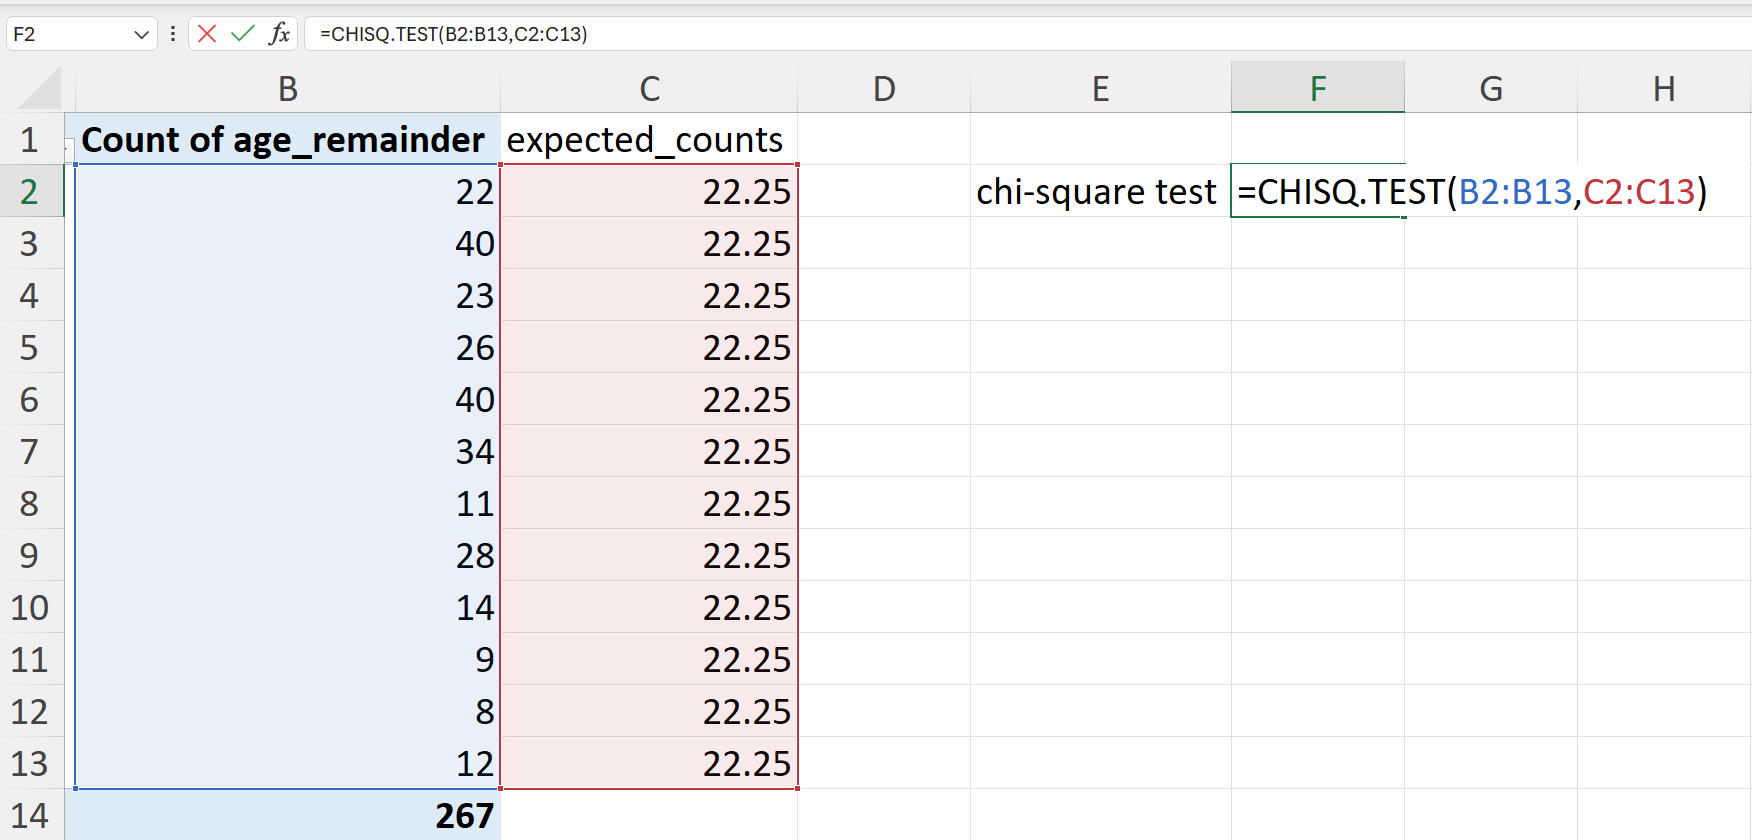 F2 fx =CHISQ.TEST(B2:B13,C2:C13)
B C D E F G H
1 Count of age_remainder expected_counts
2 22 22.25 chi-square test =CHISQ.TEST(B2:B13,C2:C13)
3 40 22.25
4 23 22.25
5 26 22.25
6 40 22.25
7 34 22.25
8 11 22.25
9 28 22.25
10 14 22.25
11 9 22.25
12 8 22.25
13 12 22.25
14 267